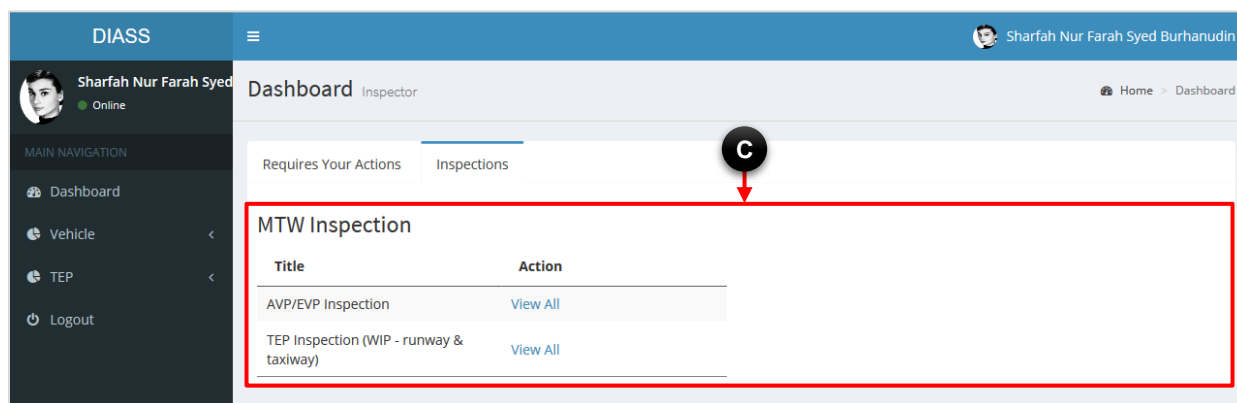 DIASS
Sharfah Nur Farah Syed Burhanudin
Sharfah Nur Farah Syed
Online
Dashboard Inspector
Home > Dashboard
MAIN NAVIGATION
Dashboard
Vehicle <
TEP <
Logout
Requires Your Actions Inspections
C
MTW Inspection
Title Action
AVP/EVP Inspection View All
TEP Inspection (WIP - runway &
taxiway) View All